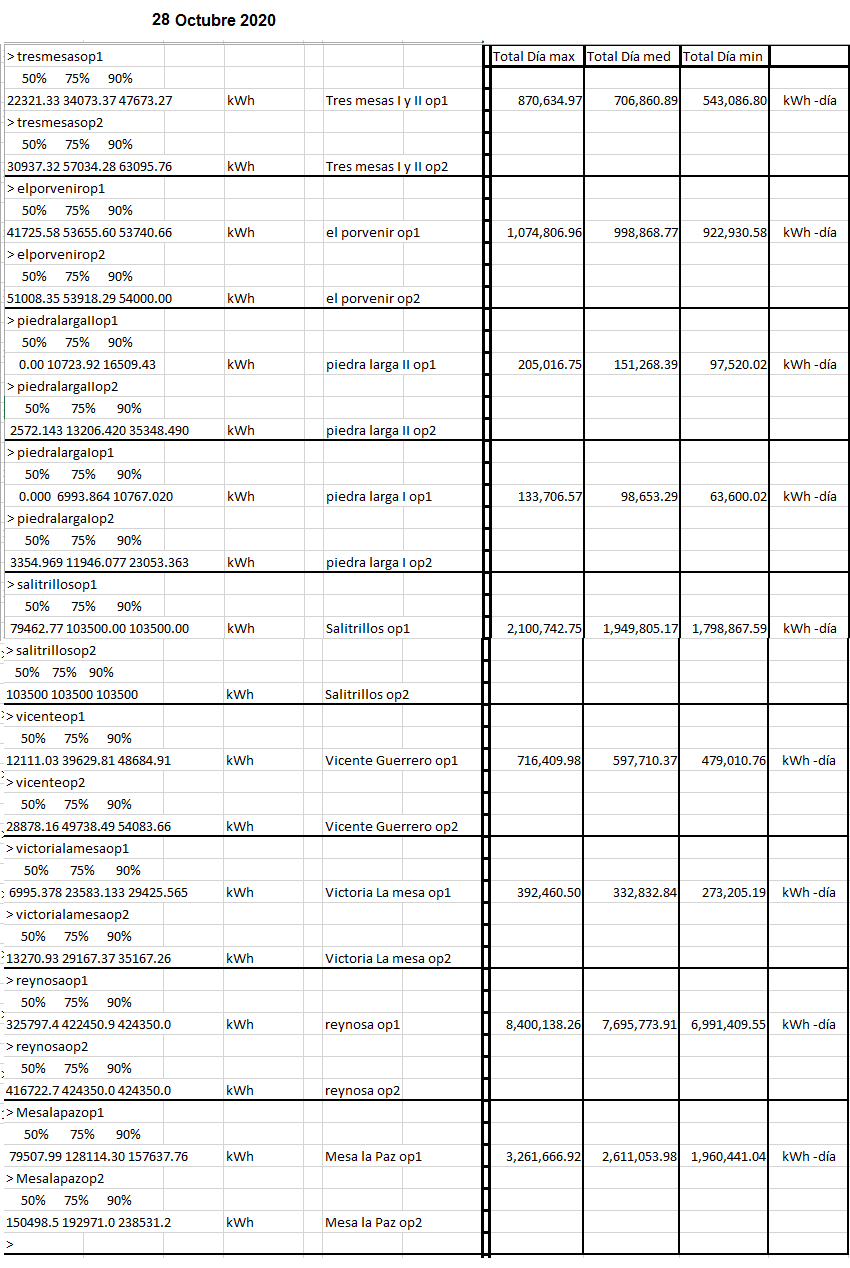 28 Octubre 2020
> tresmesasop1 Total Día max Total Día med Total Día min
50% 75% 90%
22321.33 34073.37 47673.27 kWh Tres mesas I y II op1 870,634.97 706,860.89 543,086.80 kWh -día
> tresmesasop2
50% 75% 90%
30937.32 57034.28 63095.76 kWh Tres mesas I y II op2
> elporvenirop1
50% 75% 90%
41725.58 53655.60 53740.66 kWh el porvenir op1 1,074,806.96 998,868.77 922,930.58 kWh -día
> elporvenirop2
50% 75% 90%
51008.35 53918.29 54000.00 kWh el porvenir op2
> piedralargaIIop1
50% 75% 90%
0.00 10723.92 16509.43 kWh piedra larga II op1 205,016.75 151,268.39 97,520.02 kWh -día
> piedralargaIIop2
50% 75% 90%
2572.143 13206.420 35348.490 kWh piedra larga II op2
> piedralargaIop1
50% 75% 90%
0.000 6993.864 10767.020 kWh piedra larga I op1 133,706.57 98,653.29 63,600.02 kWh -día
> piedralargaIop2
50% 75% 90%
3354.969 11946.077 23053.363 kWh piedra larga I op2
> salitrillosop1
50% 75% 90%
79462.77 103500.00 103500.00 kWh Salitrillos op1 2,100,742.75 1,949,805.17 1,798,867.59 kWh -día
> salitrillosop2
50% 75% 90%
103500 103500 103500 kWh Salitrillos op2
> vicenteop1
50% 75% 90%
12111.03 39629.81 48684.91 kWh Vicente Guerrero op1 716,409.98 597,710.37 479,010.76 kWh -día
> vicenteop2
50% 75% 90%
28878.16 49738.49 54083.66 kWh Vicente Guerrero op2
> victorialamesaop1
50% 75% 90%
6995.378 23583.133 29425.565 kWh Victoria La mesa op1 392,460.50 332,832.84 273,205.19 kWh -día
> victorialamesaop2
50% 75% 90%
13270.93 29167.37 35167.26 kWh Victoria La mesa op2
> reynosaop1
50% 75% 90%
325797.4 422450.9 424350.0 kWh reynosa op1 8,400,138.26 7,695,773.91 6,991,409.55 kWh -día
> reynosaop2
50% 75% 90%
416722.7 424350.0 424350.0 kWh reynosa op2
> Mesalapazop1
50% 75% 90%
79507.99 128114.30 157637.76 kWh Mesa la Paz op1 3,261,666.92 2,611,053.98 1,960,441.04 kWh -día
> Mesalapazop2
50% 75% 90%
150498.5 192971.0 238531.2 kWh Mesa la Paz op2
>